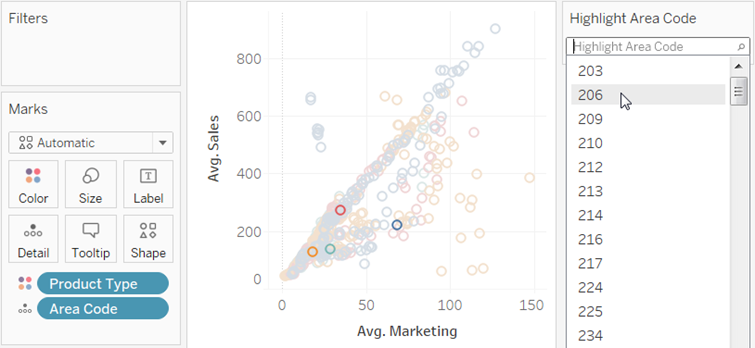 Filters
Marks
Automatic
Color
Size
Label
Detail
Tooltip
Shape
Product Type
Area Code
Avg. Sales
800
600
400
200
0
0
50
100
150
Avg. Marketing
Highlight Area Code
Highlight Area Code
203
206
209
210
212
213
214
216
217
224
225
234